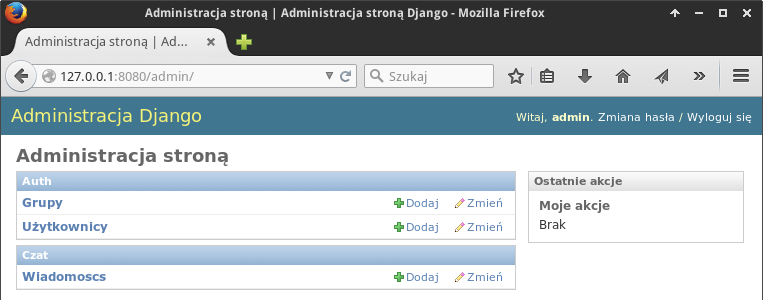 Administracja stroną | Administracja stroną Django - Mozilla Firefox
Administracja stroną | Ad...
127.0.0.1:8080/admin/
Szukaj
Administracja Django
Witaj, admin. Zmiana hasła / Wyloguj się
Administracja stroną
Auth
Grupy Dodaj Zmień
Użytkownicy Dodaj Zmień
Czat
Wiadomoscs Dodaj Zmień
Ostatnie akcje
Moje akcje
Brak